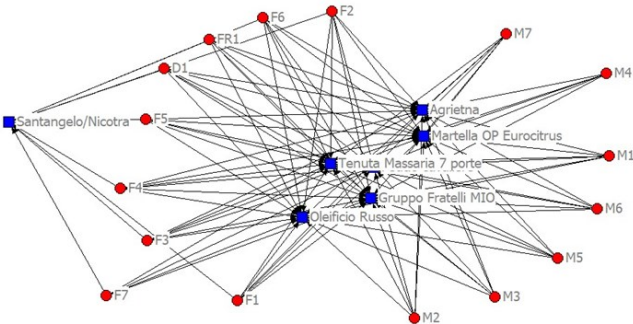 F2
F6
FR1
M7
D1
M4
Agrietna
Santangelo/Nicotra
F5
Martella OP Eurocitrus
M1
Tenuta Massaria 7 porte
F4
Gruppo Fratelli MIO
M6
Oleificio Russo
F3
M5
F7
F1
M3
M2